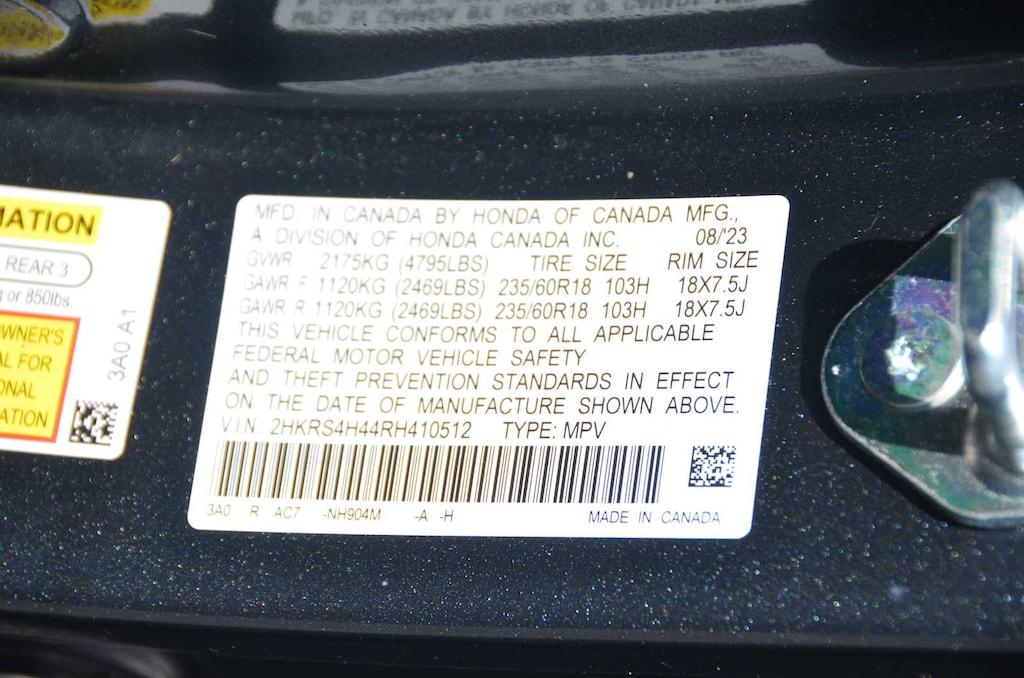 MATION
REAR 3
g or 850lbs.
OWNER'S
AL FOR
ONAL
MATION
3A0 A1
MFD. IN CANADA BY HONDA OF CANADA MFG.,
A DIVISION OF HONDA CANADA INC. 08/'23
GVWR 2175KG (4795LBS) TIRE SIZE RIM SIZE
GAWR F 1120KG (2469LBS) 235/60R18 103H 18X7.5J
GAWR R 1120KG (2469LBS) 235/60R18 103H 18X7.5J
THIS VEHICLE CONFORMS TO ALL APPLICABLE
FEDERAL MOTOR VEHICLE SAFETY
AND THEFT PREVENTION STANDARDS IN EFFECT
ON THE DATE OF MANUFACTURE SHOWN ABOVE.
V.I.N.: 2HKRS4H44RH410512 TYPE: MPV
3A0 R AC7 -NH904M -A -H MADE IN CANADA